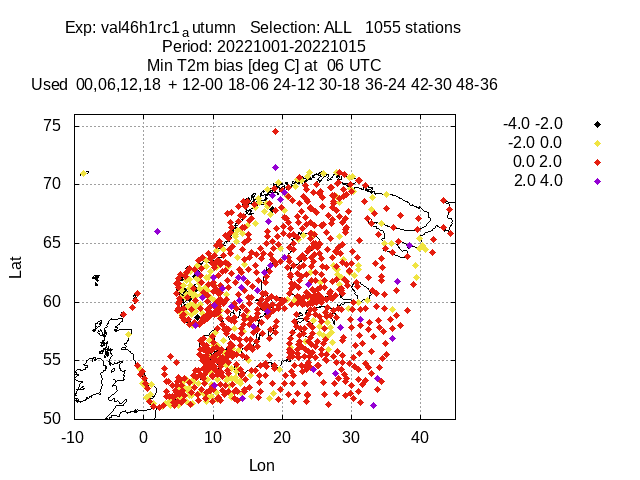 Exp: val46h1rc1autumn Selection: ALL 1055 stations
Period: 20221001-20221015
Min T2m bias [deg C] at 06 UTC
Used 00,06,12,18 + 12-00 18-06 24-12 30-18 36-24 42-30 48-36
-4.0 -2.0
-2.0 0.0
0.0 2.0
2.0 4.0
75
70
65
60
55
50
Lat
-10 0 10 20 30 40
Lon